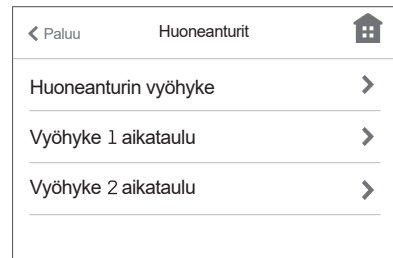 Paluu Huoneanturit
Huoneanturin vyöhyke
Vyöhyke 1 aikataulu
Vyöhyke 2 aikataulu